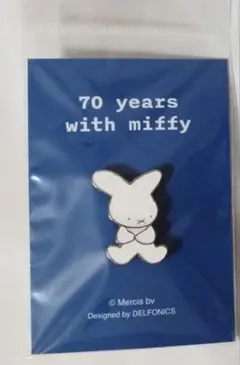 70 years
with miffy
© Mercis bv
Designed by DELFONICS